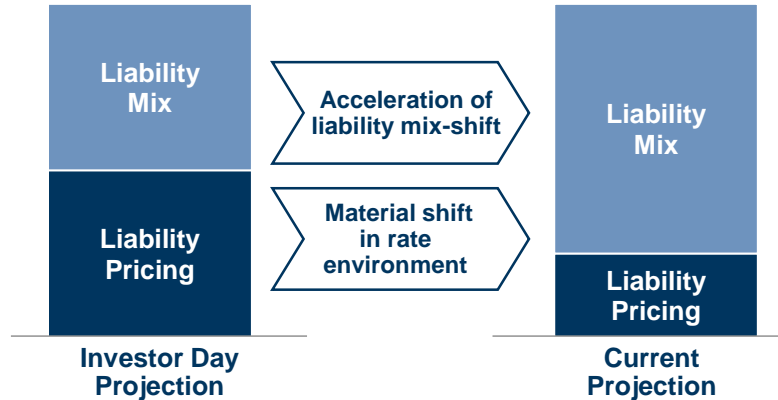 Liability
Mix
Liability
Pricing
Investor Day
Projection
Acceleration of
liability mix-shift
Material shift
in rate
environment
Liability
Mix
Liability
Pricing
Current
Projection